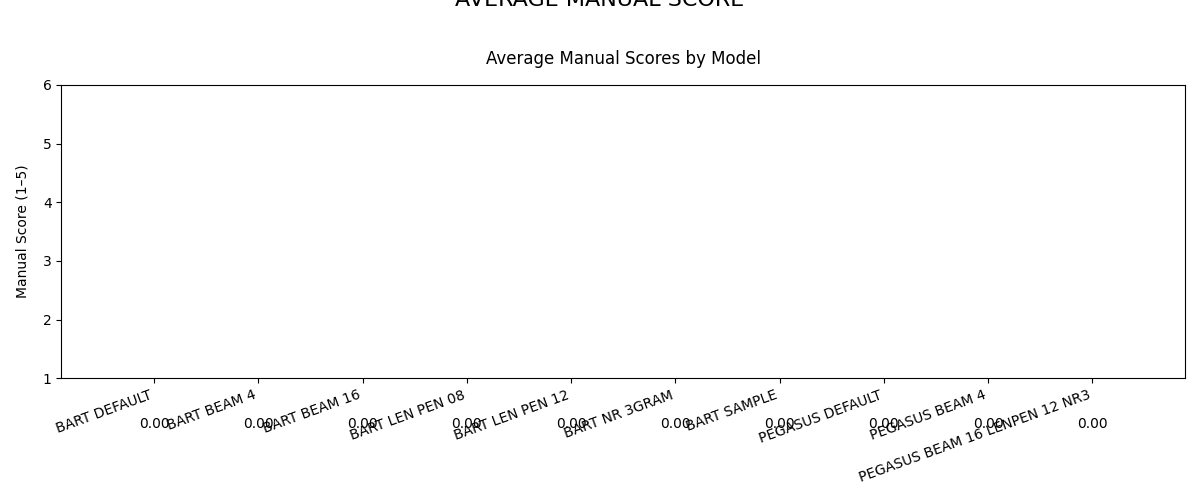 AVERAGE MANUAL SCORE
Average Manual Scores by Model
Manual Score (1–5)
6
5
4
3
2
1
BART DEFAULT
BART BEAM 4
BART BEAM 16
BART LEN PEN 08
BART LEN PEN 12
BART NR 3GRAM
BART SAMPLE
PEGASUS DEFAULT
PEGASUS BEAM 4
PEGASUS BEAM 16 LENPEN 12 NR3
0.00
0.00
0.00
0.00
0.00
0.00
0.00
0.00
0.00
0.00